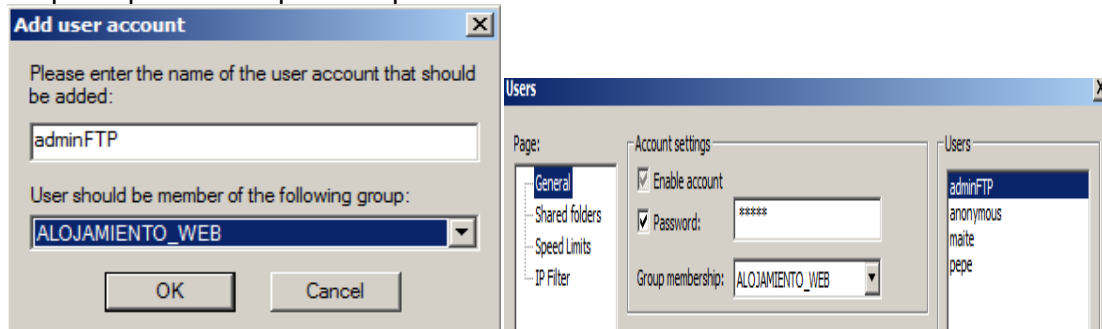 Add user account
Please enter the name of the user account that should
be added:
adminFTP
User should be member of the following group:
ALOJAMIENTO_WEB
OK Cancel
Users
Page:
General
Shared folders
Speed Limits
IP Filter
Account settings
Enable account
Password: *****
Group membership: ALOJAMIENTO_WEB
Users
adminFTP
anonymous
maite
pepe